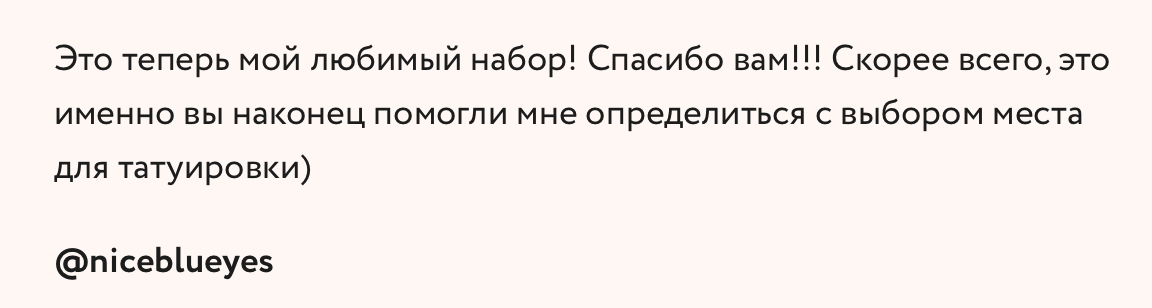 Это теперь мой любимый набор! Спасибо вам!!! Скорее всего, это
именно вы наконец помогли мне определиться с выбором места
для татуировки)
@niceblueyes